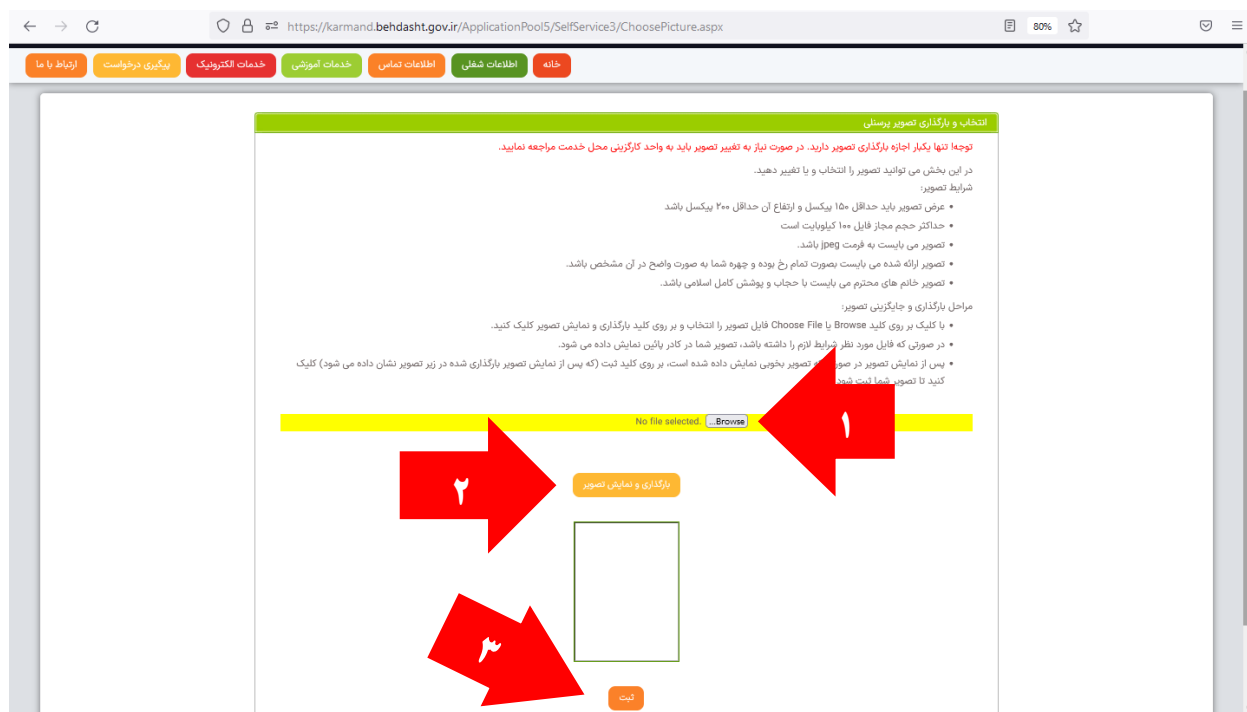 https://karmand.behdasht.gov.ir/ApplicationPool5/SelfService3/ChoosePicture.aspx
80%
خانه
اطلاعات شغلی
اطلاعات تماس
خدمات آموزشی
خدمات الکترونیک
پیگیری درخواست
ارتباط با ما
انتخاب و بارگذاری تصویر پرسنلی
توجه! تنها یکبار اجازه بارگذاری تصویر دارید. در صورت نیاز به تغییر تصویر باید به واحد کارگزینی محل خدمت مراجعه نمایید.
در این بخش می توانید تصویر را انتخاب و یا تغییر دهید.
شرایط تصویر:
• عرض تصویر باید حداقل ۱۵۰ پیکسل و ارتفاع آن حداقل ۲۰۰ پیکسل باشد
• حداکثر حجم مجاز فایل ۱۰۰ کیلوبایت است
• تصویر می بایست به فرمت jpeg باشد.
• تصویر ارائه شده می بایست بصورت تمام رخ بوده و چهره شما به صورت واضح در آن مشخص باشد.
• تصویر خانم های محترم می بایست با حجاب و پوشش کامل اسلامی باشد.
مراحل بارگذاری و جایگزینی تصویر:
• با کلیک بر روی کلید Browse یا Choose File فایل تصویر را انتخاب و بر روی کلید بارگذاری و نمایش تصویر کلیک کنید.
• در صورتی که فایل مورد نظر شرایط لازم را داشته باشد، تصویر شما در کادر پائین نمایش داده می شود.
• پس از نمایش تصویر در تصویر بخوبی نمایش داده شده است، بر روی کلید ثبت (که پس از نمایش تصویر بارگذاری شده در زیر تصویر نشان داده می شود) کلیک
کنید تا تصویر شما ثبت شود
Browse... No file selected.
۱
۲
بارگذاری و نمایش تصویر
۳
ثبت